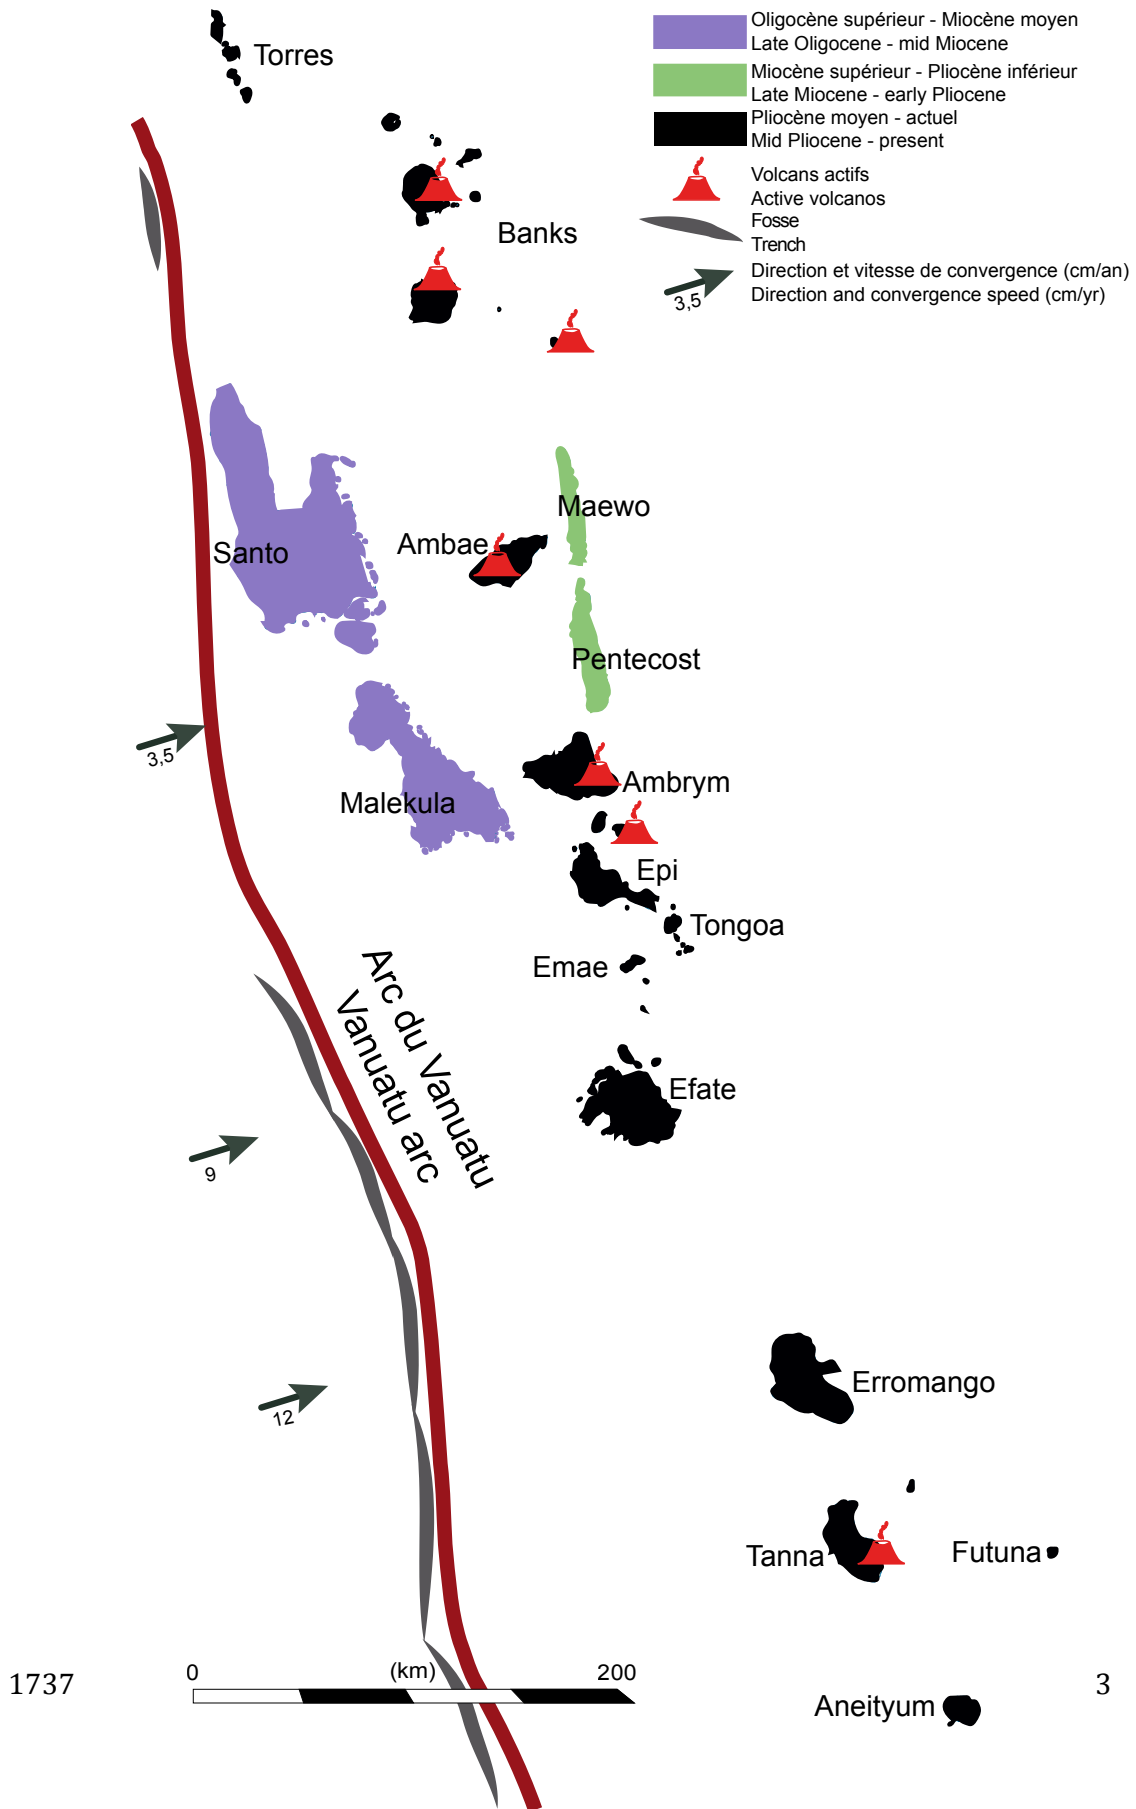 Torres
Oligocène supérieur - Miocène moyen
Late Oligocene - mid Miocene
Miocène supérieur - Pliocène inférieur
Late Miocene - early Pliocene
Pliocène moyen - actuel
Mid Pliocene - present
Volcans actifs
Active volcanos
Fosse
Trench
Direction et vitesse de convergence (cm/an)
Direction and convergence speed (cm/yr)
3,5
Banks
Maewo
Ambae
Santo
Pentecost
3,5
Ambrym
Malekula
Epi
Tongoa
Emae
Arc du Vanuatu
Vanuatu arc
Efate
9
Erromango
12
Tanna
Futuna
0
(km)
200
1737
3
Aneityum